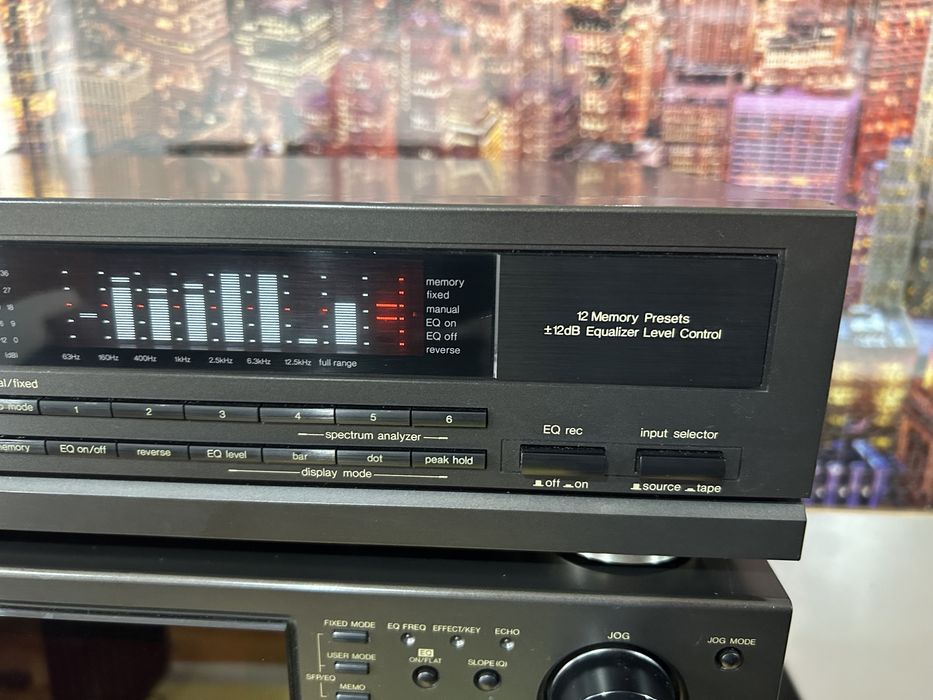 36
27
18
6 9
12 0
(dB)
63Hz 160Hz 400Hz 1kHz 2.5kHz 6.3kHz 12.5kHz full range
memory
fixed
manual
EQ on
EQ off
reverse
12 Memory Presets
±12dB Equalizer Level Control
al/fixed
mode 1 2 3 4 5 6
spectrum analyzer
emory EQ on/off reverse EQ level bar dot peak hold
display mode
EQ rec
off on
input selector
source tape
FIXED MODE
USER MODE
SFP/EQ
MEMO
EQ FREQ EFFECT/KEY ECHO
EQ
ON/FLAT
SLOPE(Q)
JOG
JOG MODE